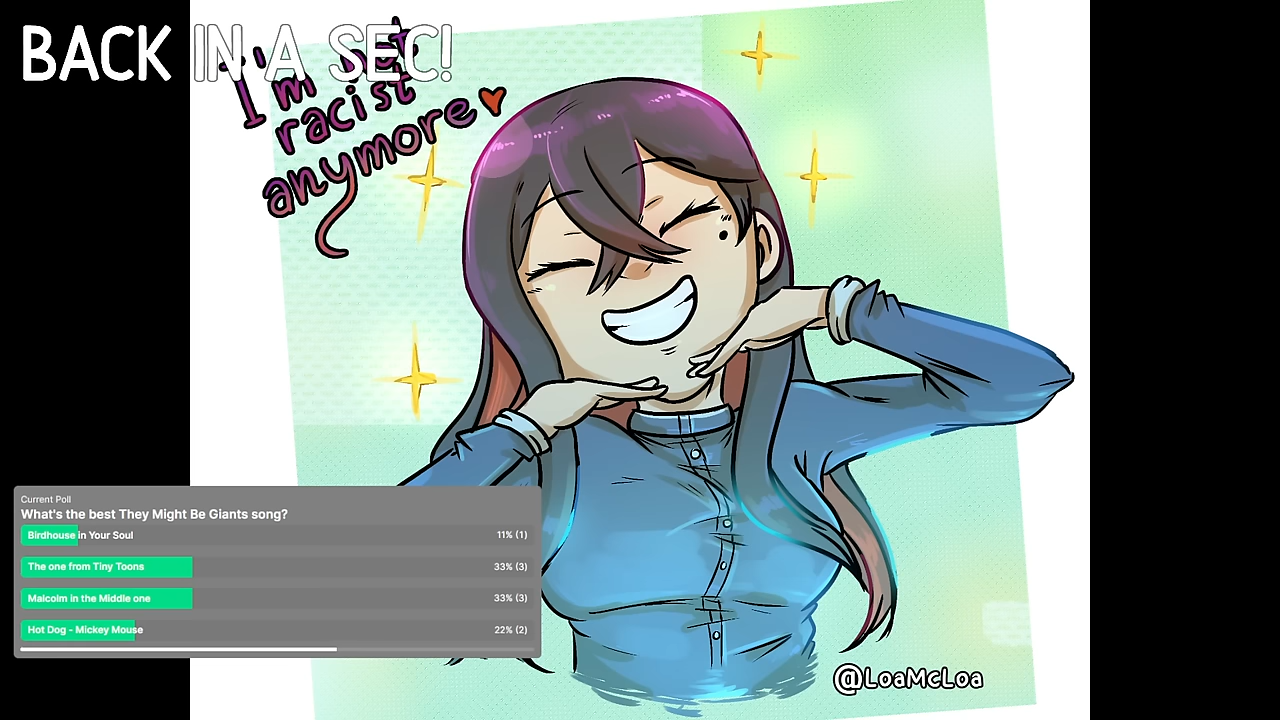 BACK IN A SEC!
I'm not
racist
anymore
Current Poll
What's the best They Might Be Giants song?
Birdhouse in Your Soul 11% (1)
The one from Tiny Toons 33% (3)
Malcolm in the Middle one 33% (3)
Hot Dog - Mickey Mouse 22% (2)
@LoaMcLoa